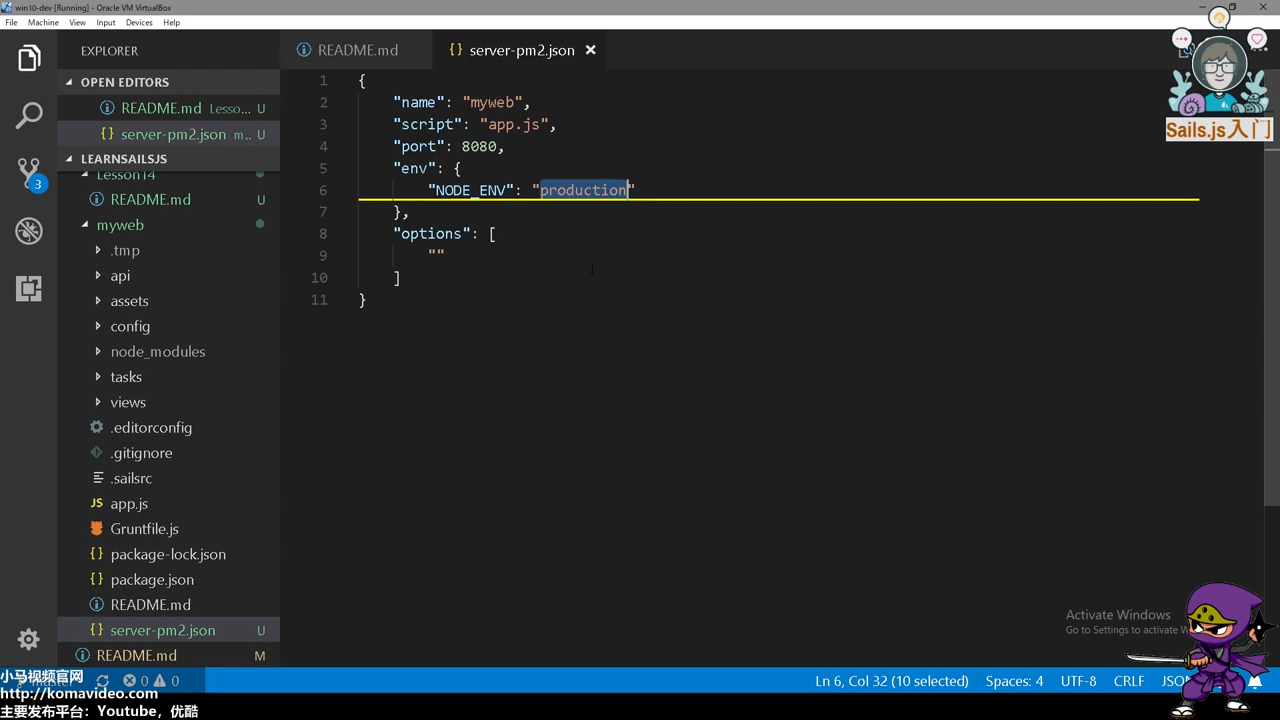 win10-dev [Running] - Oracle VM VirtualBox
File Machine View Input Devices Help
EXPLORER
README.md
{} server-pm2.json
OPEN EDITORS
README.md Lesso... U
{} server-pm2.json m... U
LEARNSAILSJS
Lesson14
README.md U
myweb
.tmp
api
assets
config
node_modules
tasks
views
.editorconfig
.gitignore
.sailsrc
JS app.js
Gruntfile.js
{} package-lock.json
{} package.json
README.md
{} server-pm2.json U
README.md M
3
1 {
2 "name": "myweb",
3 "script": "app.js",
4 "port": 8080,
5 "env": {
6 "NODE_ENV": "production"
7 },
8 "options": [
9 ""
10 ]
11 }
Sails.js入门
Activate Windows
Go to Settings to activate W
小马视频官网
http://komavideo.com
主要发布平台：Youtube，优酷
0 0
Ln 6, Col 32 (10 selected) Spaces: 4 UTF-8 CRLF JSON